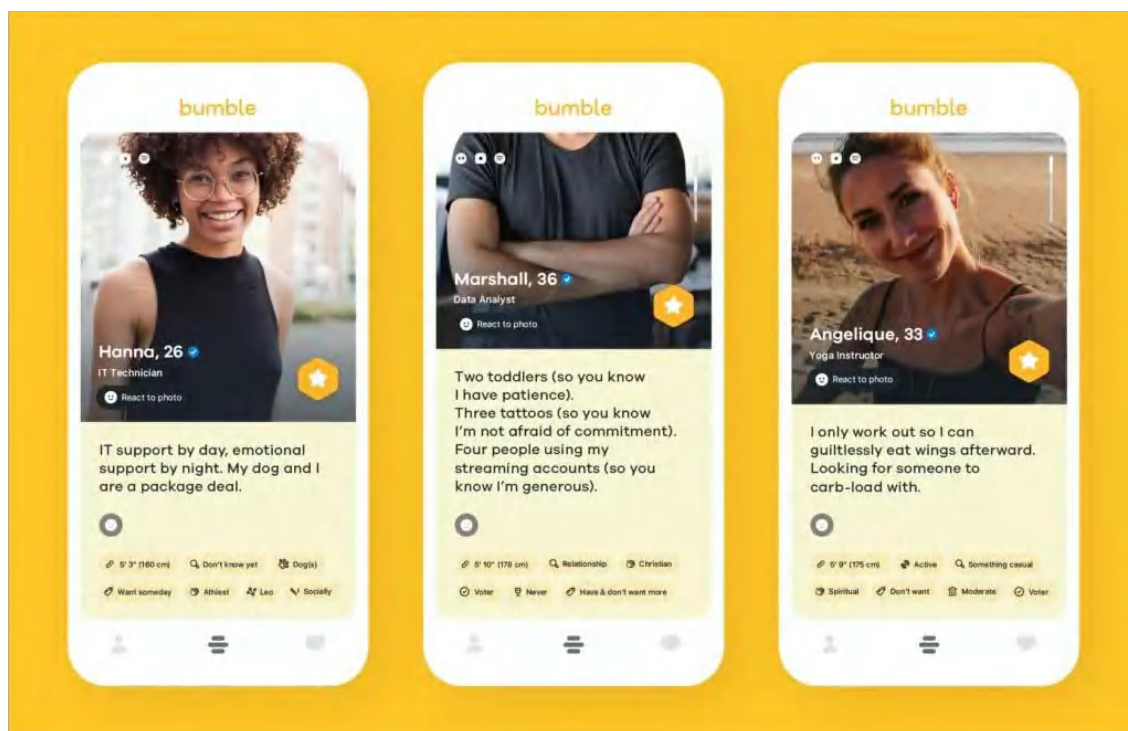 bumble
Hanna, 26
IT Technician
React to photo
IT support by day, emotional
support by night. My dog and I
are a package deal.
5' 3" (160 cm)
Don't know yet
Dog(s)
Want someday
Athiest
Leo
Socially
bumble
Marshall, 36
Data Analyst
React to photo
Two toddlers (so you know
I have patience).
Three tattoos (so you know
I'm not afraid of commitment).
Four people using my
streaming accounts (so you
know I'm generous).
5' 10" (178 cm)
Relationship
Christian
Voter
Never
Have & don't want more
bumble
Angelique, 33
Yoga Instructor
React to photo
I only work out so I can
guiltlessly eat wings afterward.
Looking for someone to
carb-load with.
5' 9" (175 cm)
Active
Something casual
Spiritual
Don't want
Moderate
Voter